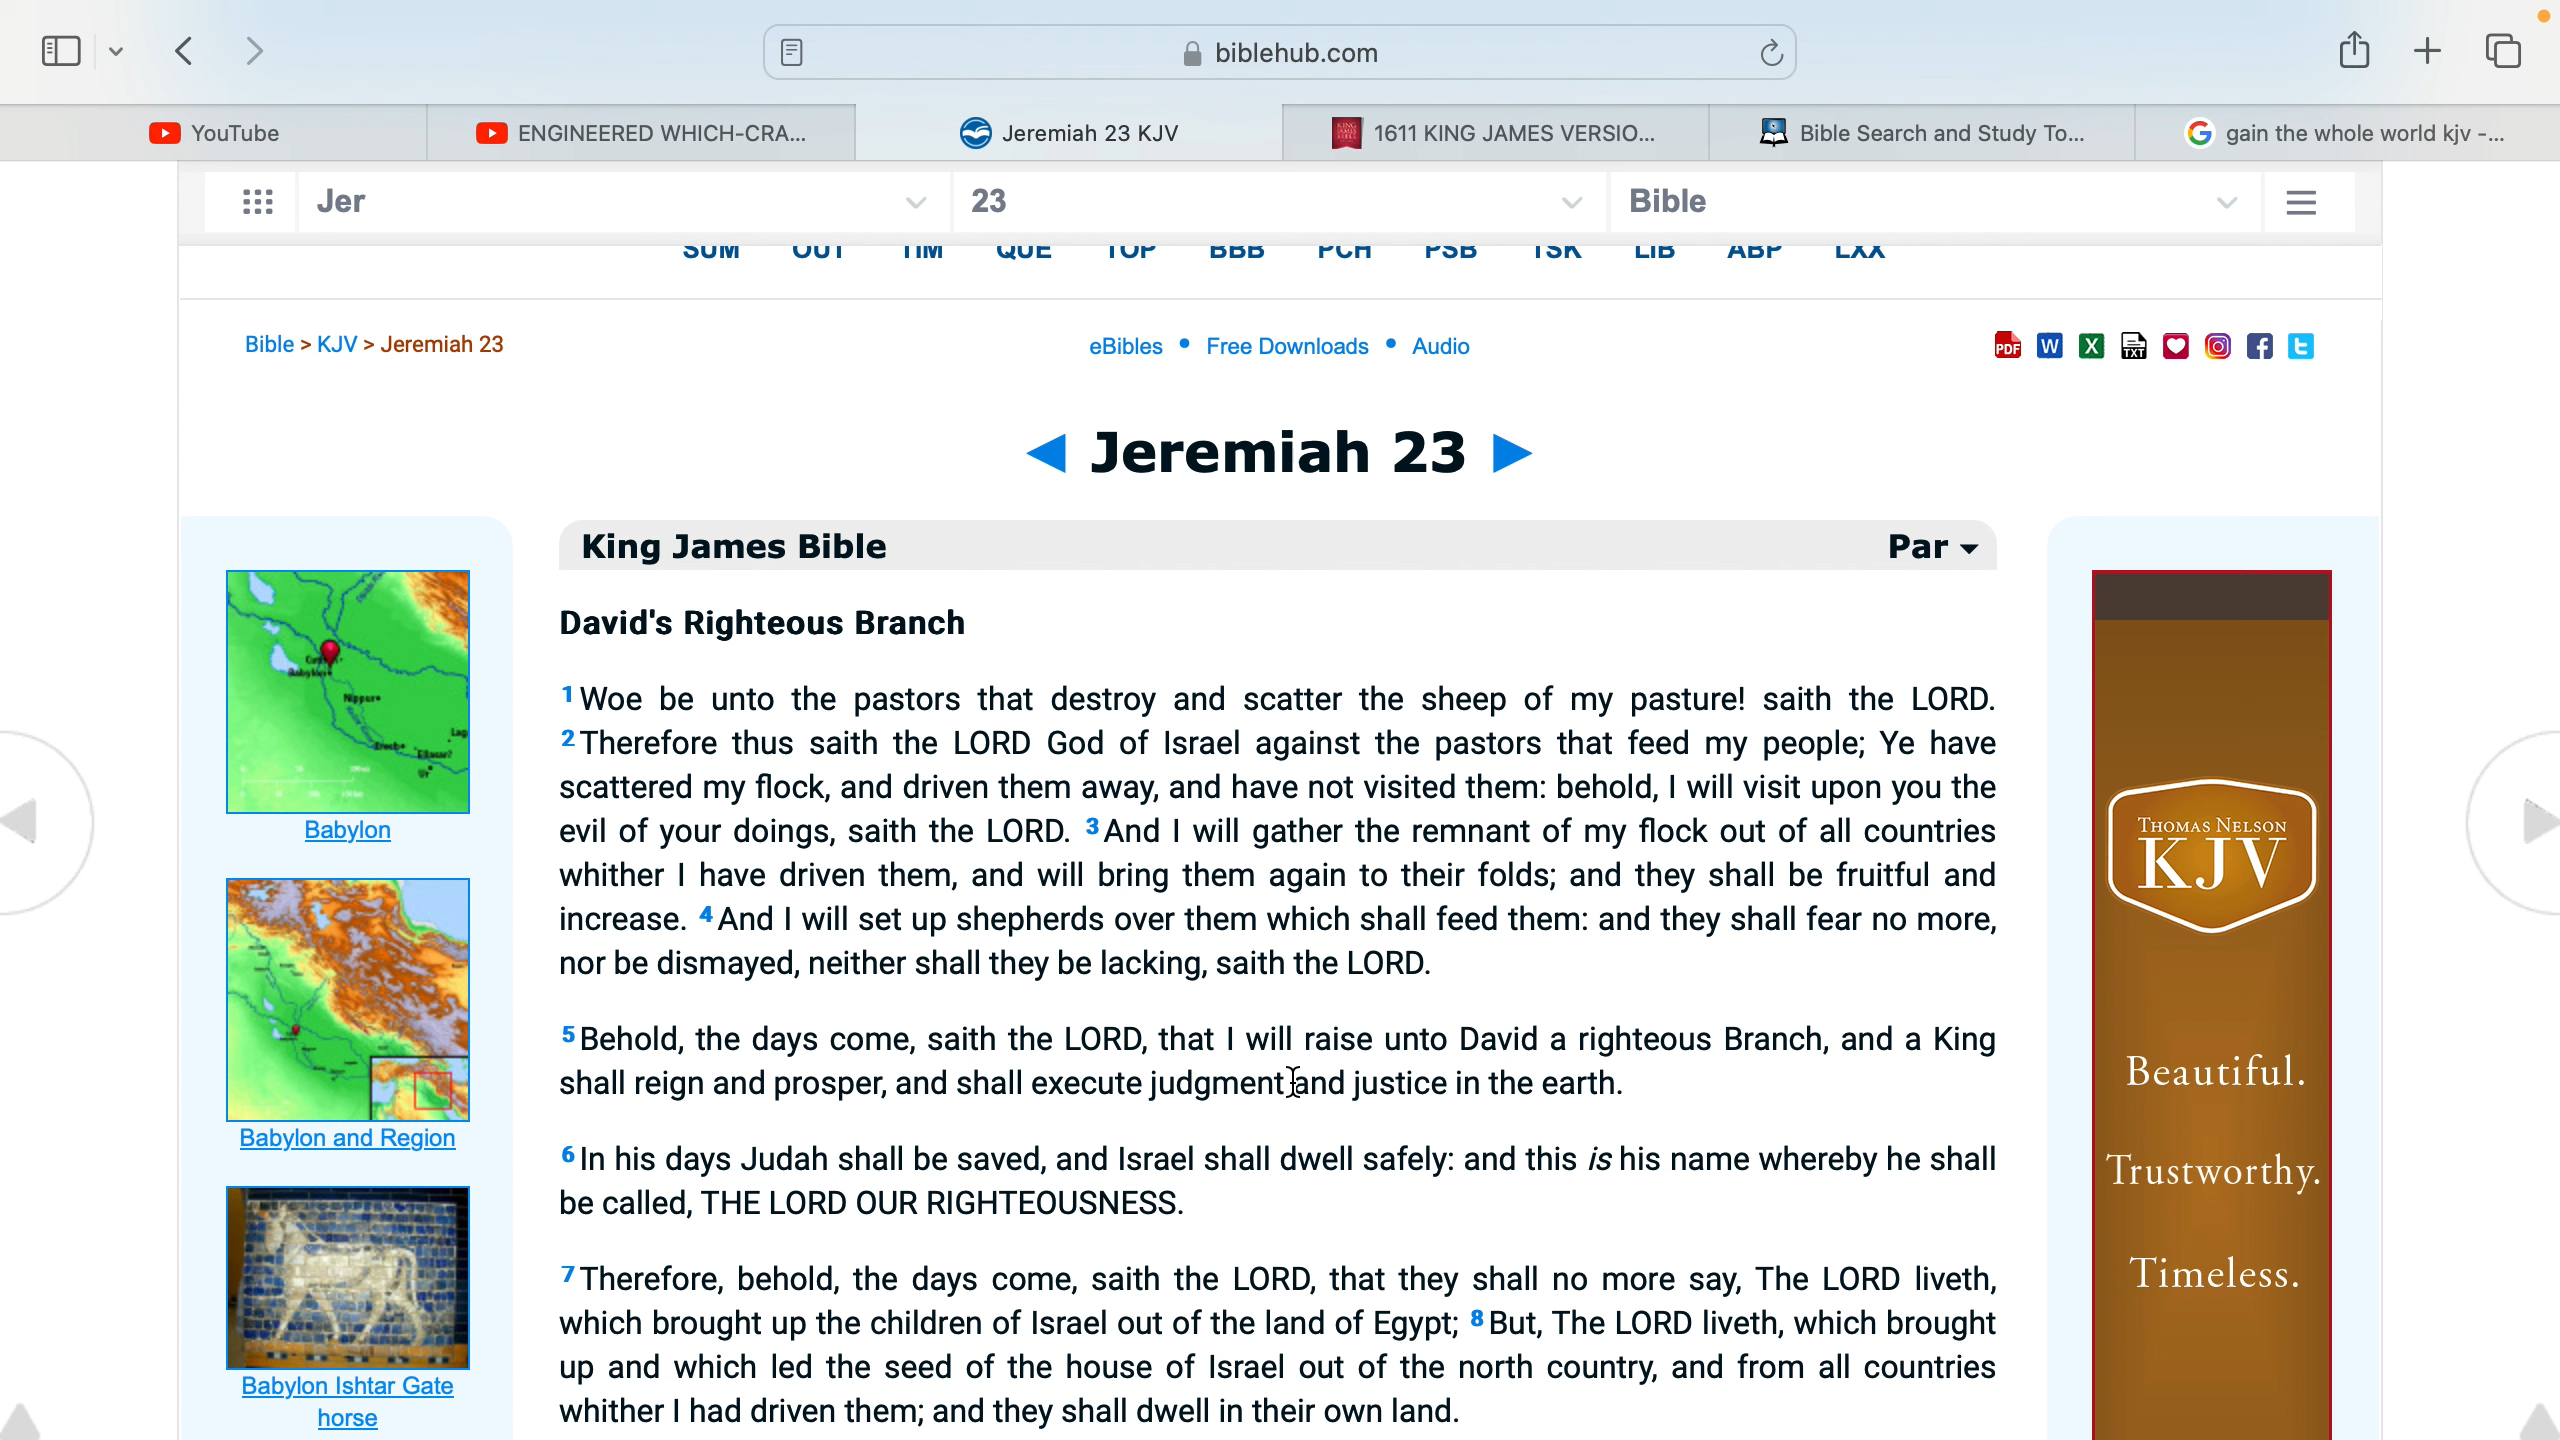 biblehub.com
YouTube
ENGINEERED WHICH-CRA...
Jeremiah 23 KJV
1611 KING JAMES VERSIO...
Bible Search and Study To...
gain the whole world kjv -...
Jer
23
Bible
SUM OUT TIM QUE TOP BBB PCH PSB TSK LIB ABP LXX
Bible > KJV > Jeremiah 23
eBibles • Free Downloads • Audio
PDF W X TXT
Jeremiah 23
King James Bible
Par
David's Righteous Branch
1 Woe be unto the pastors that destroy and scatter the sheep of my pasture! saith the LORD.
2 Therefore thus saith the LORD God of Israel against the pastors that feed my people; Ye have
scattered my flock, and driven them away, and have not visited them: behold, I will visit upon you the
evil of your doings, saith the LORD. 3 And I will gather the remnant of my flock out of all countries
whither I have driven them, and will bring them again to their folds; and they shall be fruitful and
increase. 4 And I will set up shepherds over them which shall feed them: and they shall fear no more,
nor be dismayed, neither shall they be lacking, saith the LORD.
5 Behold, the days come, saith the LORD, that I will raise unto David a righteous Branch, and a King
shall reign and prosper, and shall execute judgment and justice in the earth.
6 In his days Judah shall be saved, and Israel shall dwell safely: and this is his name whereby he shall
be called, THE LORD OUR RIGHTEOUSNESS.
7 Therefore, behold, the days come, saith the LORD, that they shall no more say, The LORD liveth,
which brought up the children of Israel out of the land of Egypt; 8 But, The LORD liveth, which brought
up and which led the seed of the house of Israel out of the north country, and from all countries
whither I had driven them; and they shall dwell in their own land.
Babylon
Nippur
Babylon
Babylon and Region
Babylon Ishtar Gate
horse
THOMAS NELSON
KJV
Beautiful.
Trustworthy.
Timeless.